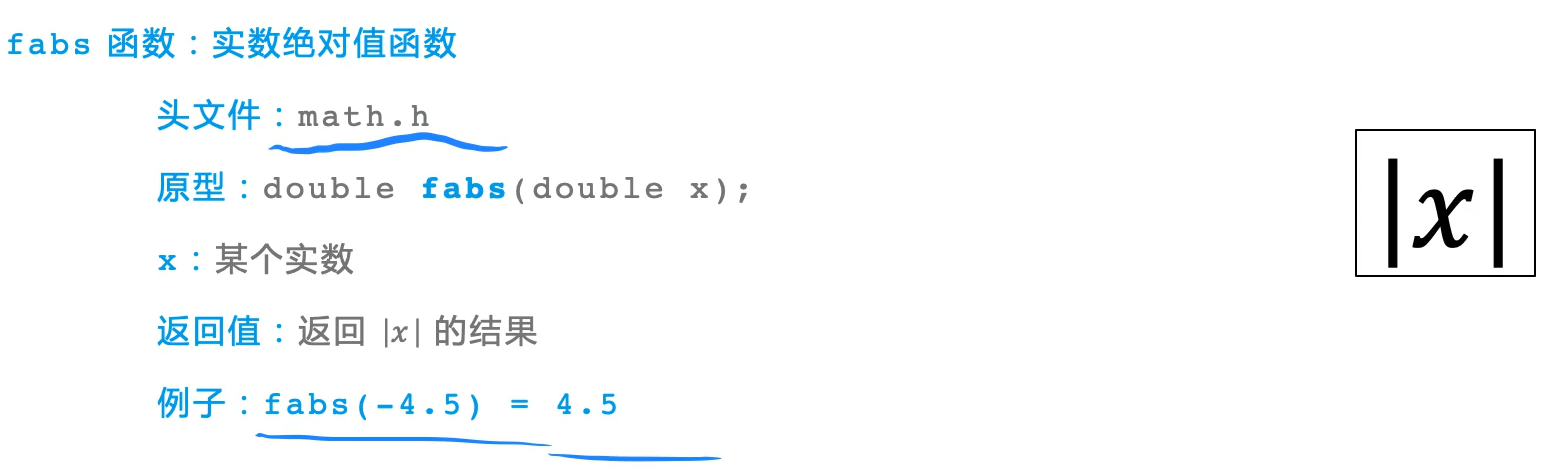 fabs 函数：实数绝对值函数
头文件：math.h
原型：double fabs(double x);
x：某个实数
返回值：返回 |x| 的结果
例子：fabs(-4.5) = 4.5
|x|